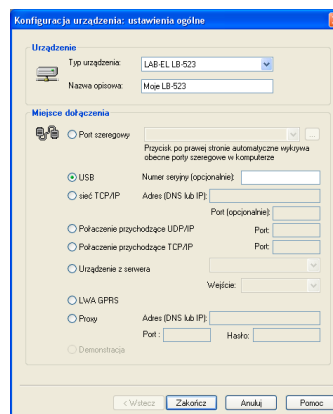 Konfiguracja urządzenia: ustawienia ogólne
Urządzenie
Typ urządzenia: LAB-EL LB-523
Nazwa opisowa: Moje LB-523
Miejsce dołączenia
Port szeregowy ...
Przycisk po prawej stronie automatycznie wykrywa
obecne porty szeregowe w komputerze
USB Numer seryjny (opcjonalnie):
sieć TCP/IP Adres (DNS lub IP):
Port (opcjonalnie):
Połaczenie przychodzące UDP/IP Port:
Połaczenie przychodzące TCP/IP Port:
Urządzenie z serwera
Wejście:
LWA GPRS
Proxy Adres (DNS lub IP):
Port : Hasło:
Demonstracja
< Wstecz Zakończ Anuluj Pomoc